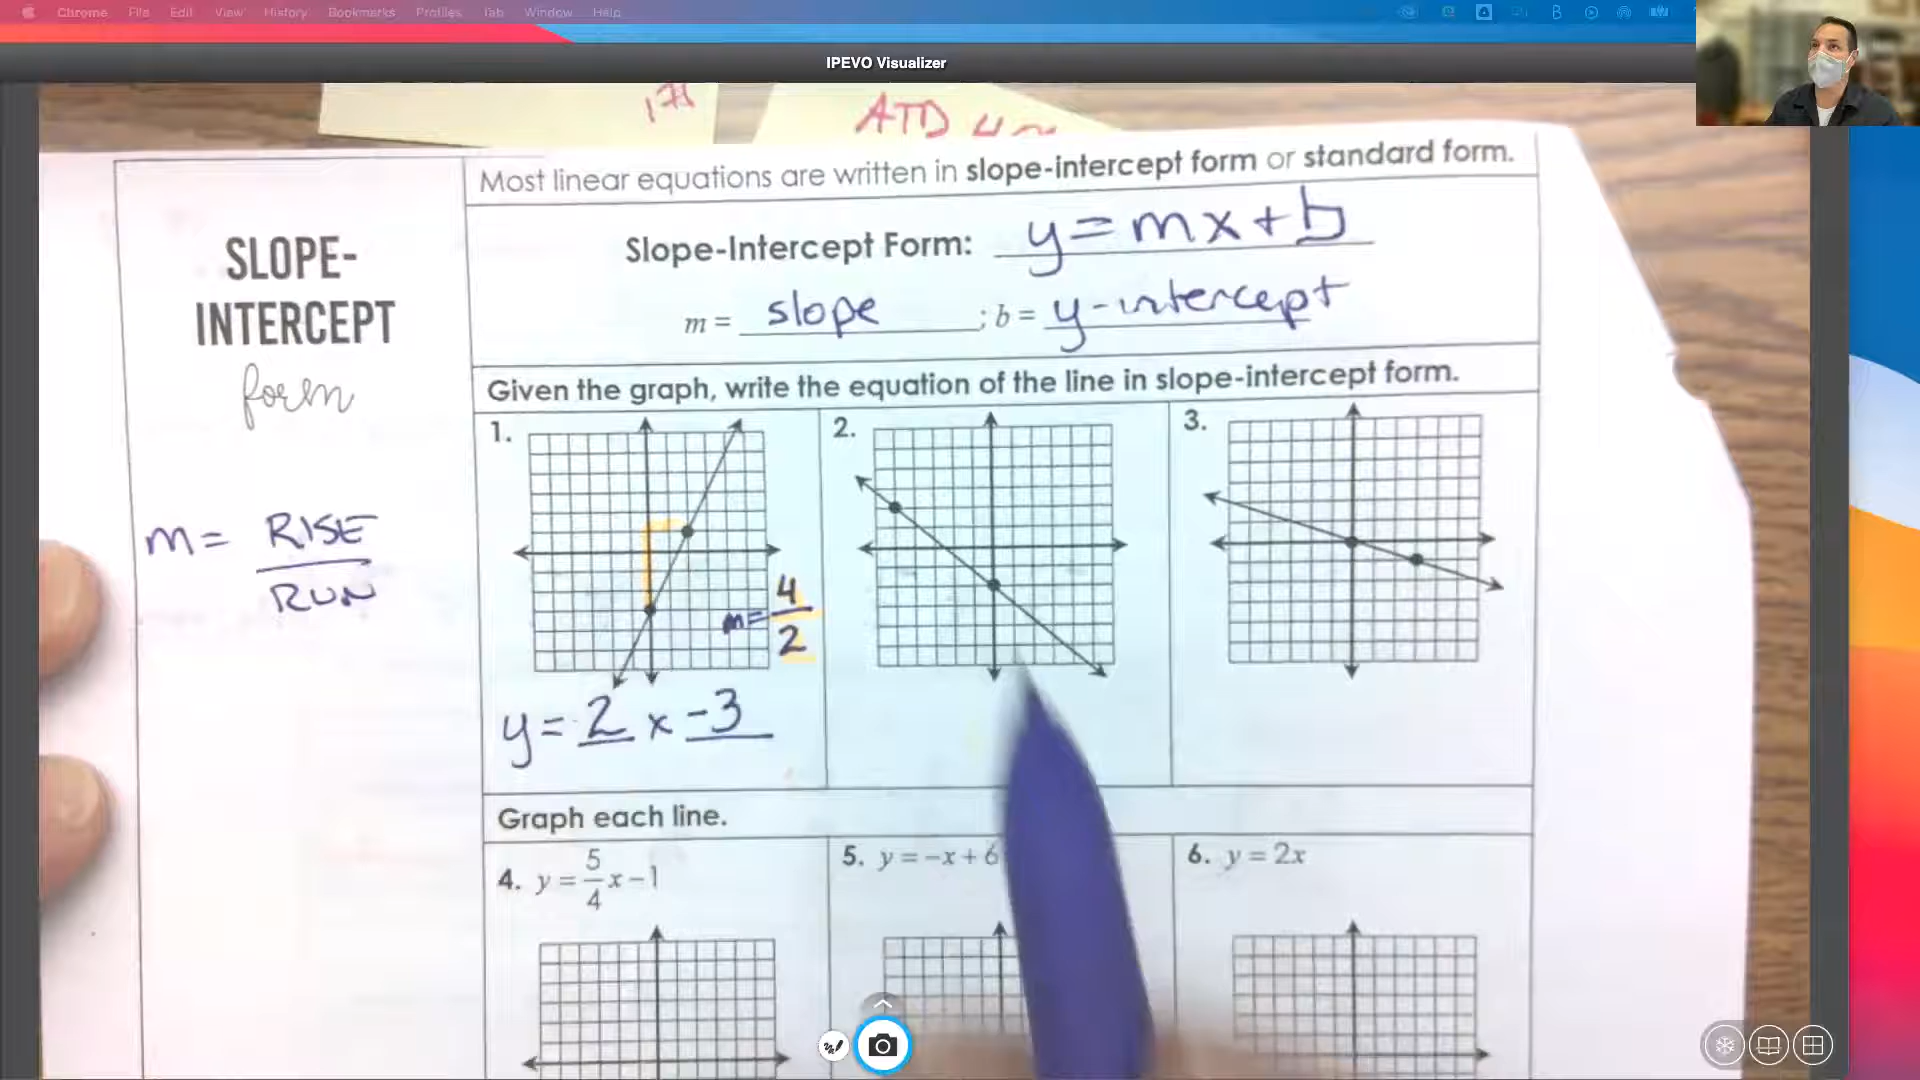 Chrome File Edit View History Bookmarks Profiles Tab Window Help
IPEVO Visualizer
171
ATD
Most linear equations are written in slope-intercept form or standard form.
SLOPE-
INTERCEPT
form
Slope-Intercept Form: y = mx + b
m = slope ; b = y-intercept
Given the graph, write the equation of the line in slope-intercept form.
1.
2.
3.
m = RISE
RUN
m = 4
2
y = 2 x - 3
Graph each line.
4. y = 5/4 x - 1
5. y = -x + 6
6. y = 2x